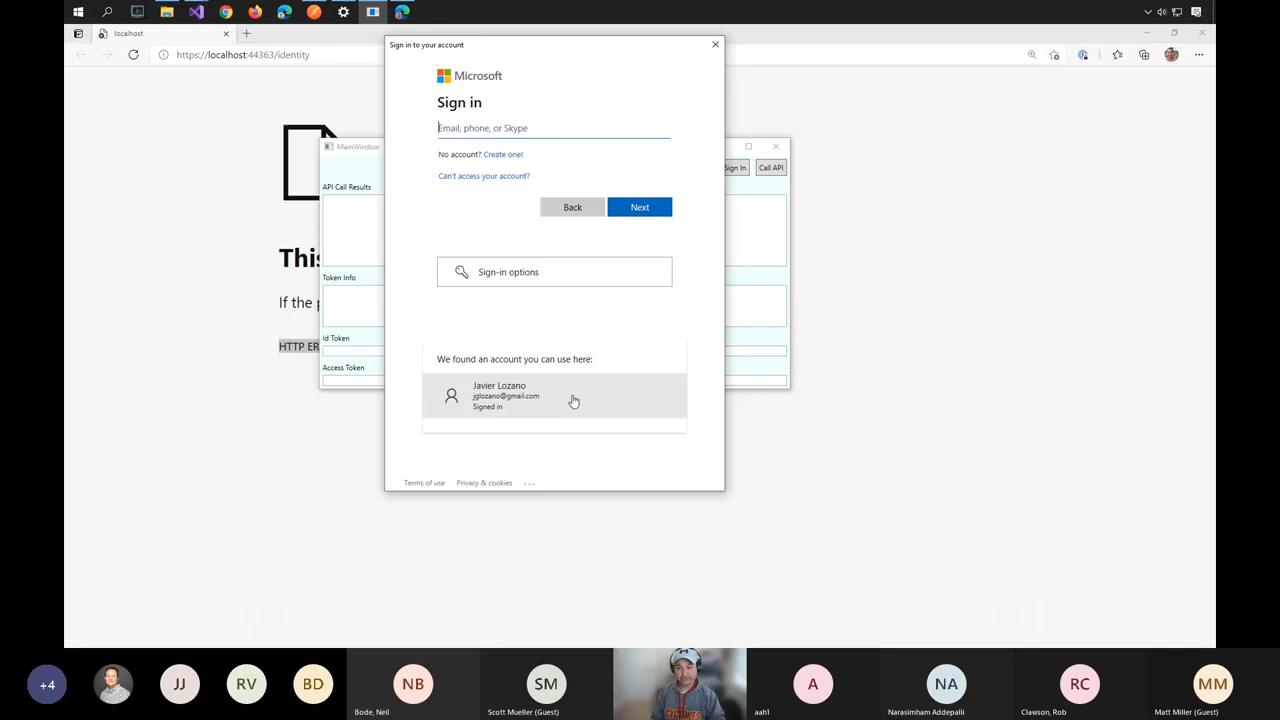 localhost
https://localhost:44363/identity
Sign in to your account
Microsoft
Sign in
Email, phone, or Skype
No account? Create one!
Can't access your account?
Back
Next
Sign-in options
We found an account you can use here:
Javier Lozano
jglozano@gmail.com
Signed in
Terms of use
Privacy & cookies
...
MainWindow
Sign In
Call API
API Call Results
Token Info
Id Token
Access Token
This
If the
HTTP ER
+4
JJ
RV
BD
NB
Bode, Neil
SM
Scott Mueller (Guest)
A
aah1
NA
Narasimham Addepalli
RC
Clawson, Rob
MM
Matt Miller (Guest)